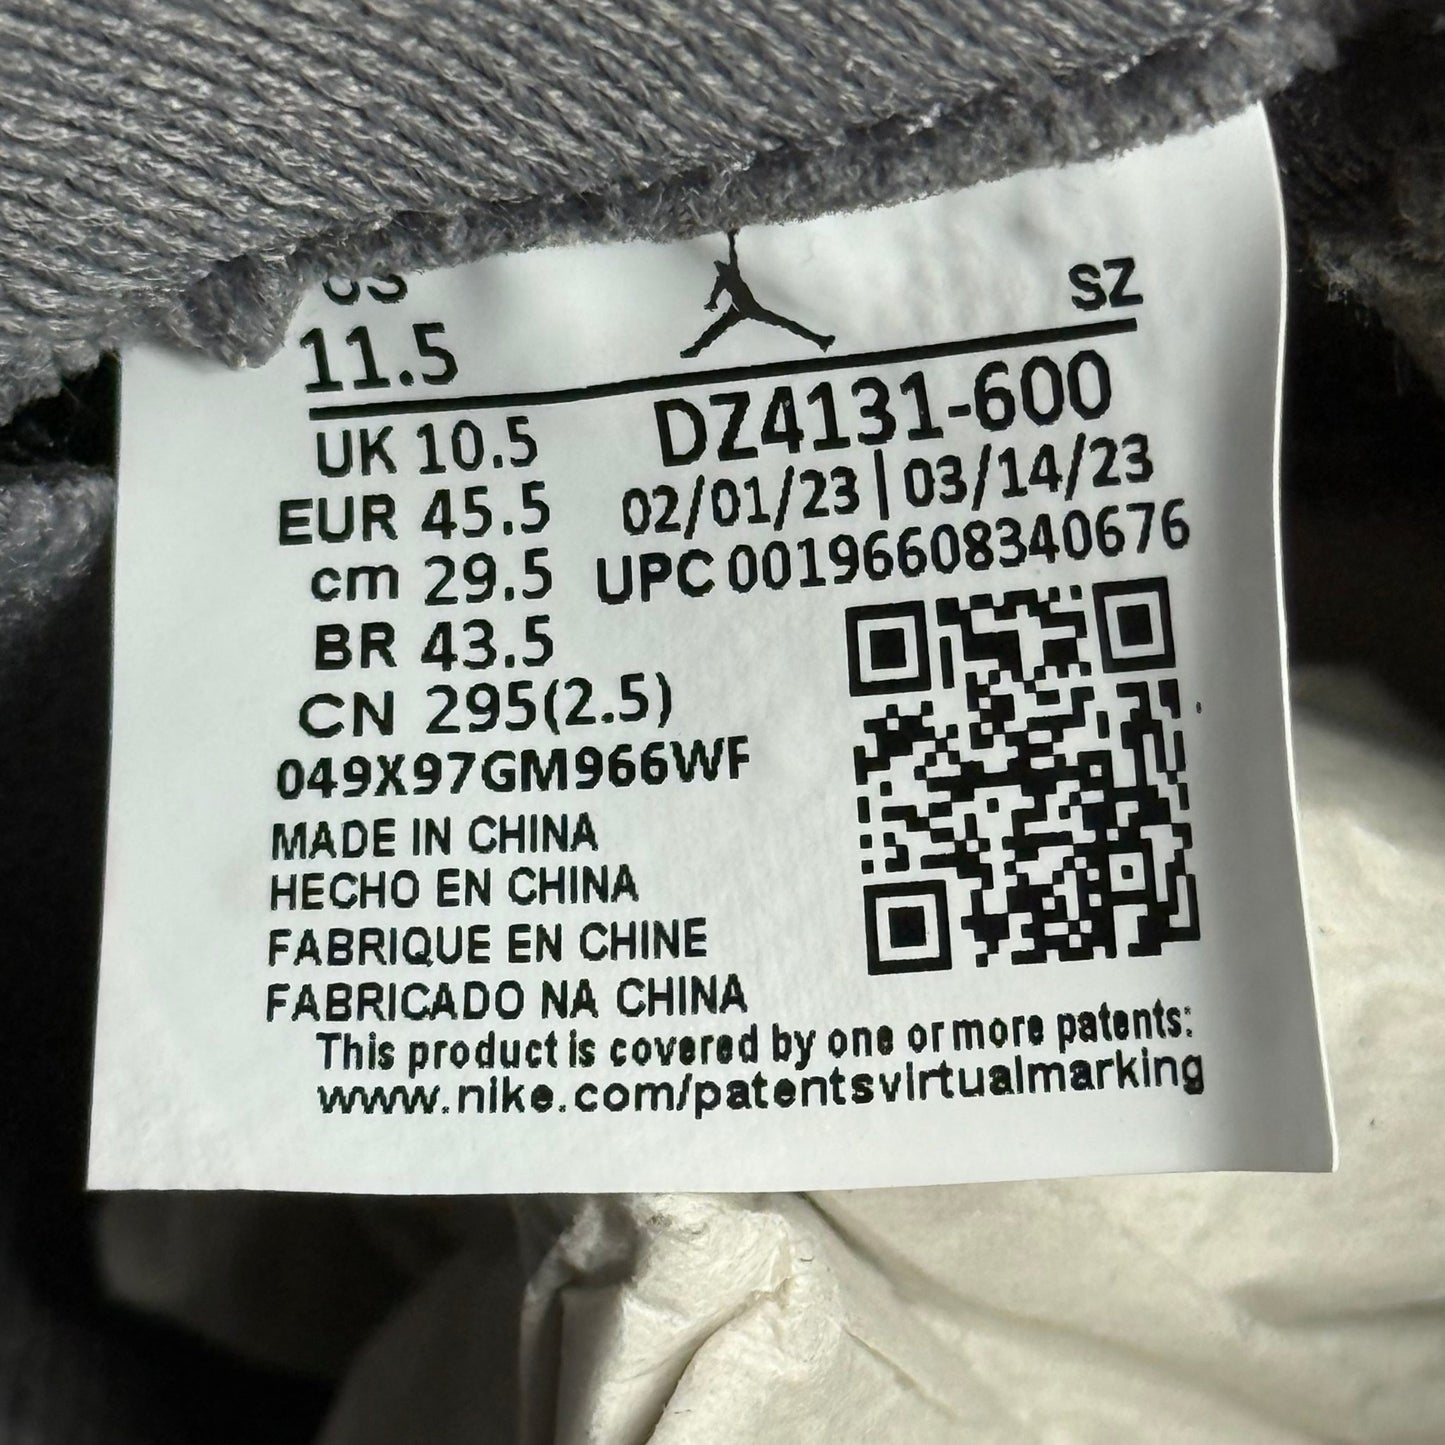 US
SZ
11.5
UK 10.5
DZ4131-600
EUR 45.5
02/01/23 | 03/14/23
cm 29.5
UPC 00196608340676
BR 43.5
CN 295(2.5)
049X97GM966WF
MADE IN CHINA
HECHO EN CHINA
FABRIQUE EN CHINE
FABRICADO NA CHINA
This product is covered by one or more patents:
www.nike.com/patentsvirtualmarking